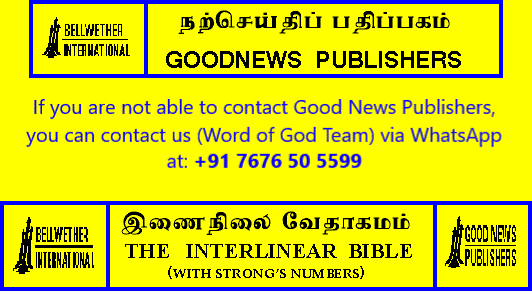 BELLWETHER
INTERNATIONAL
நற்செய்திப் பதிப்பகம்
GOODNEWS PUBLISHERS
If you are not able to contact Good News Publishers,
you can contact us (Word of God Team) via WhatsApp
at: +91 7676 50 5599
BELLWETHER
INTERNATIONAL
இணைநிலை வேதாகமம்
THE INTERLINEAR BIBLE
(WITH STRONG'S NUMBERS)
GOOD NEWS
PUBLISHERS